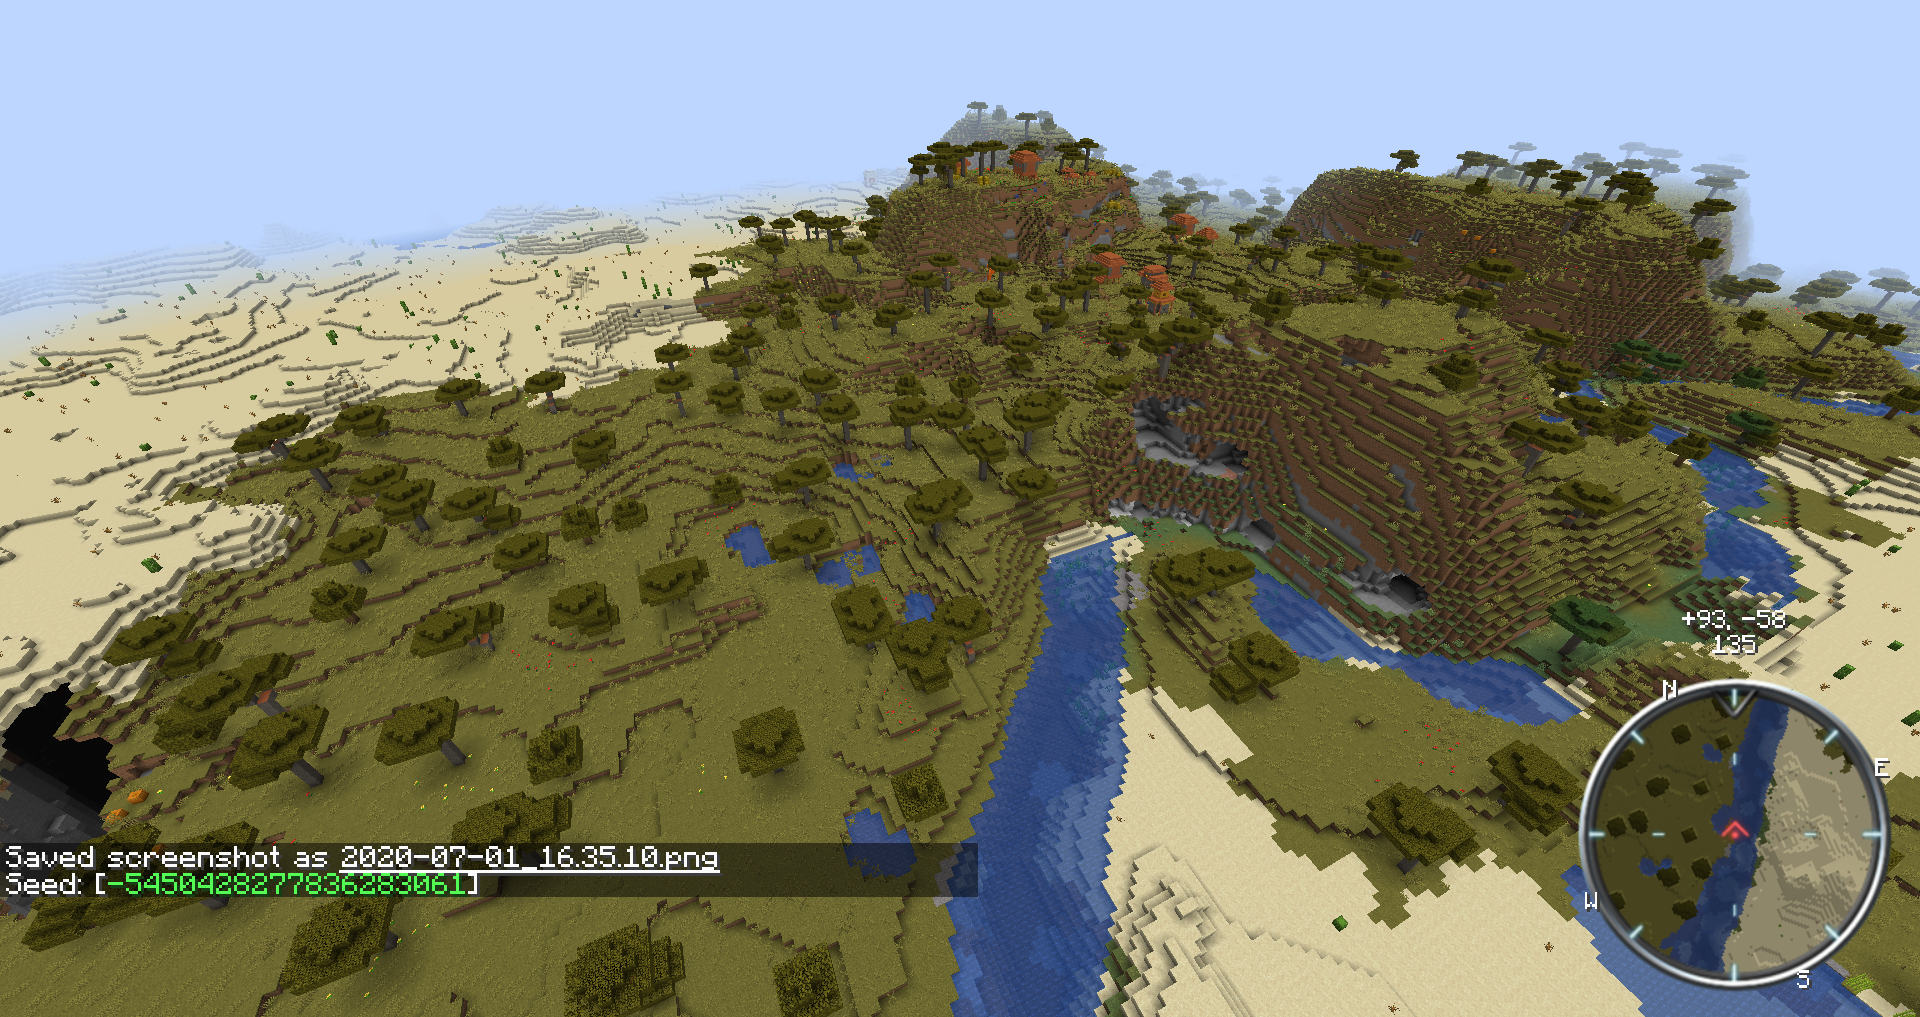 +93, -58
135
N
E
W
S
Saved screenshot as 2020-07-01_16.35.10.png
Seed: [-5450428277836283061]